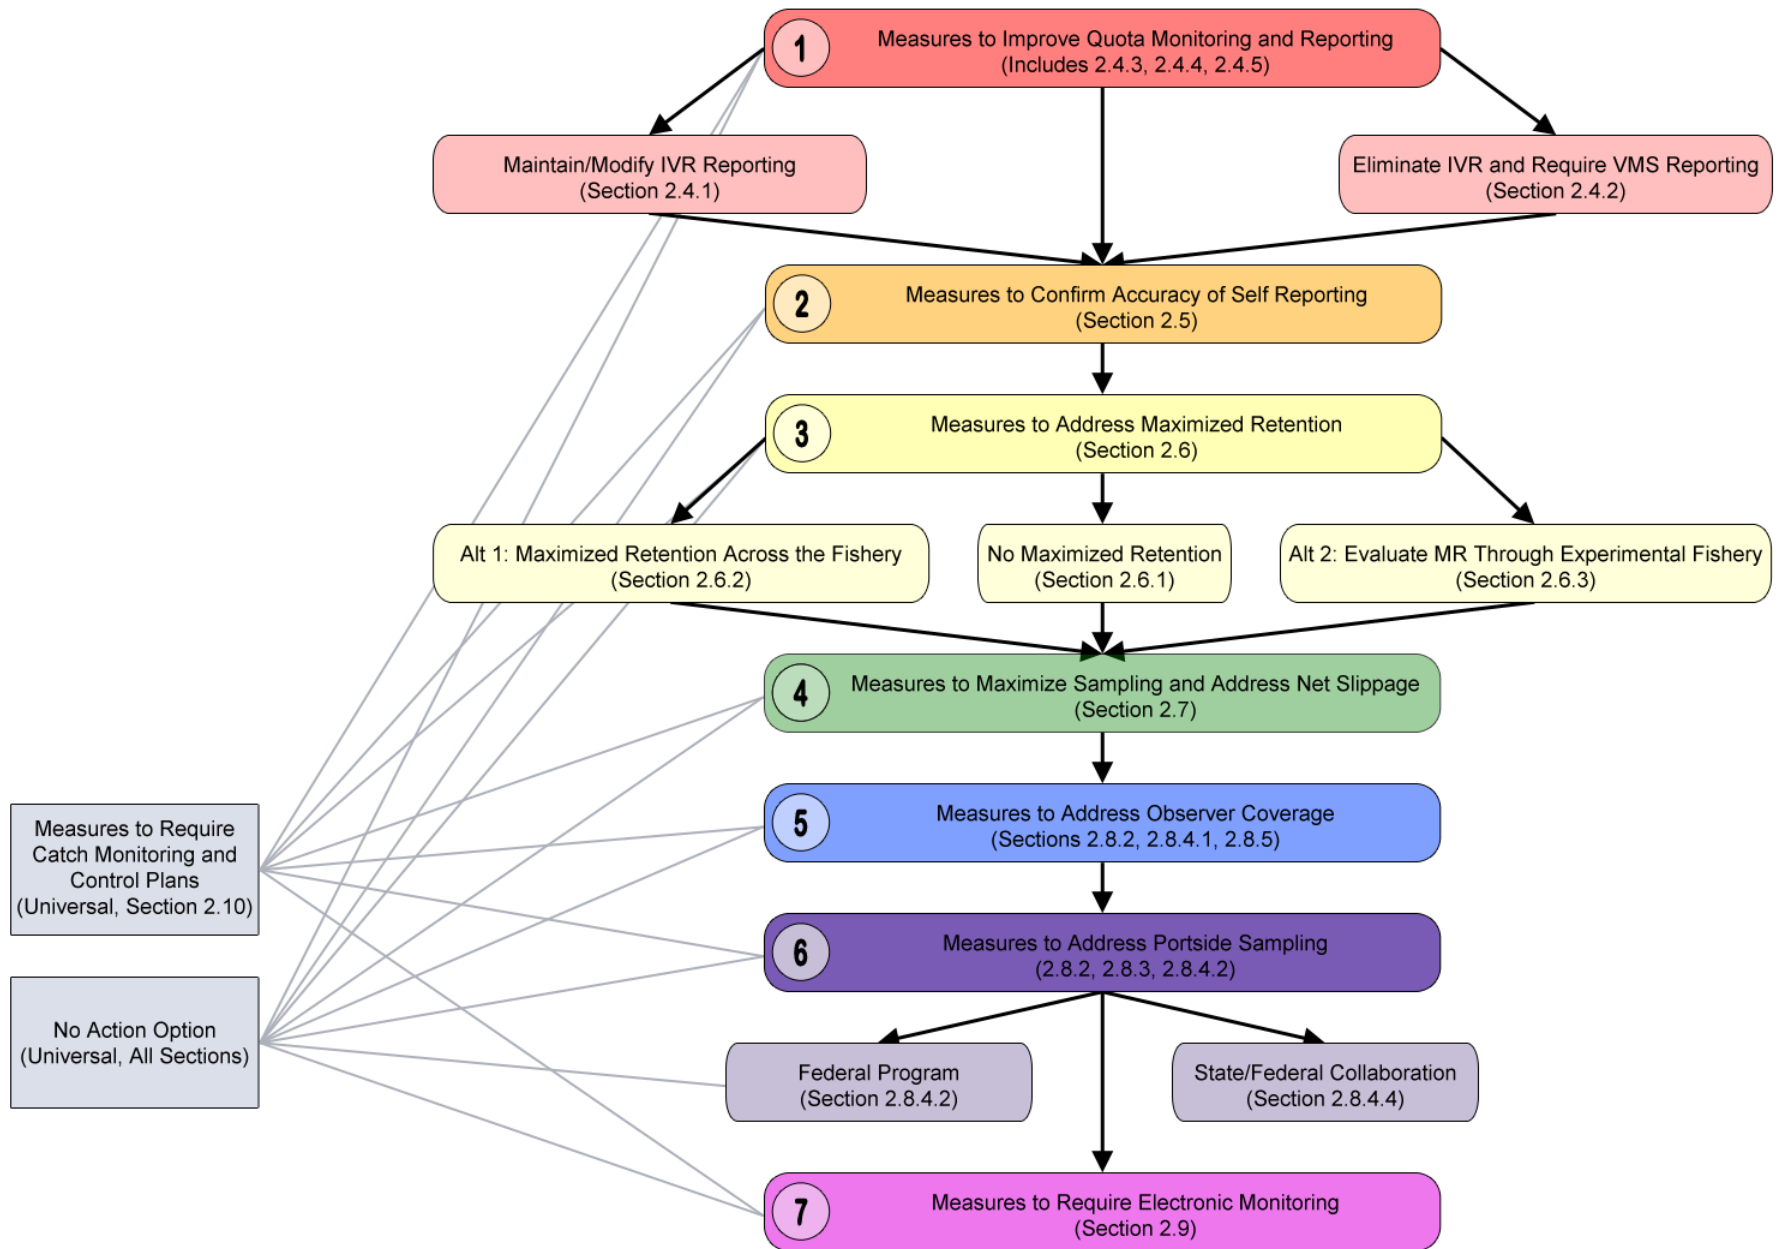 1
Measures to Improve Quota Monitoring and Reporting
(Includes 2.4.3, 2.4.4, 2.4.5)
Maintain/Modify IVR Reporting
(Section 2.4.1)
Eliminate IVR and Require VMS Reporting
(Section 2.4.2)
2
Measures to Confirm Accuracy of Self Reporting
(Section 2.5)
3
Measures to Address Maximized Retention
(Section 2.6)
Alt 1: Maximized Retention Across the Fishery
(Section 2.6.2)
No Maximized Retention
(Section 2.6.1)
Alt 2: Evaluate MR Through Experimental Fishery
(Section 2.6.3)
4
Measures to Maximize Sampling and Address Net Slippage
(Section 2.7)
5
Measures to Address Observer Coverage
(Sections 2.8.2, 2.8.4.1, 2.8.5)
Measures to Require
Catch Monitoring and
Control Plans
(Universal, Section 2.10)
6
Measures to Address Portside Sampling
(2.8.2, 2.8.3, 2.8.4.2)
No Action Option
(Universal, All Sections)
Federal Program
(Section 2.8.4.2)
State/Federal Collaboration
(Section 2.8.4.4)
7
Measures to Require Electronic Monitoring
(Section 2.9)